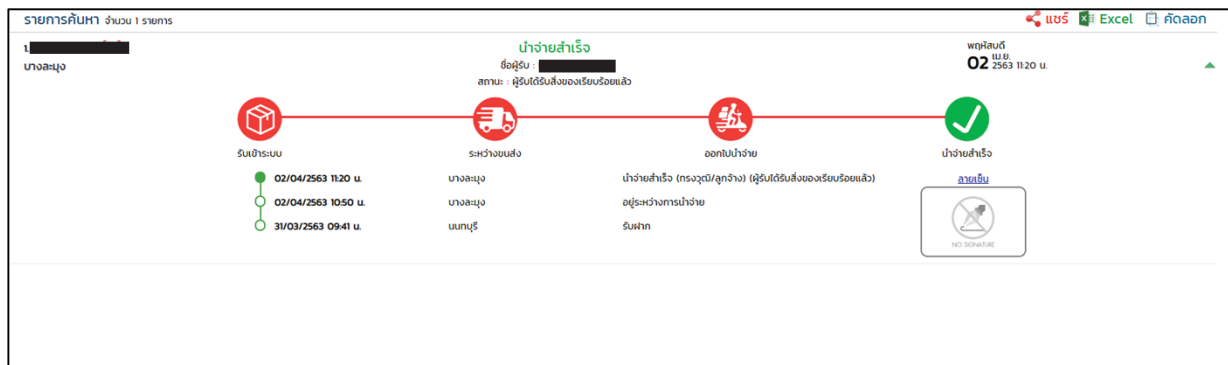 รายการค้นหา จำนวน 1 รายการ
แชร์ Excel คัดลอก
1.
บางละมุง
นำจ่ายสำเร็จ
ชื่อผู้รับ :
สถานะ : ผู้รับได้รับสิ่งของเรียบร้อยแล้ว
พฤหัสบดี
02 เม.ย. 2563 11:20 น.
รับเข้าระบบ ระหว่างขนส่ง ออกไปนำจ่าย นำจ่ายสำเร็จ
02/04/2563 11:20 น. บางละมุง นำจ่ายสำเร็จ (ทรงวุฒิ/ลูกจ้าง) (ผู้รับได้รับสิ่งของเรียบร้อยแล้ว) ลายเซ็น
02/04/2563 10:50 น. บางละมุง อยู่ระหว่างการนำจ่าย
31/03/2563 09:41 น. นนทบุรี รับฝาก
NO SIGNATURE